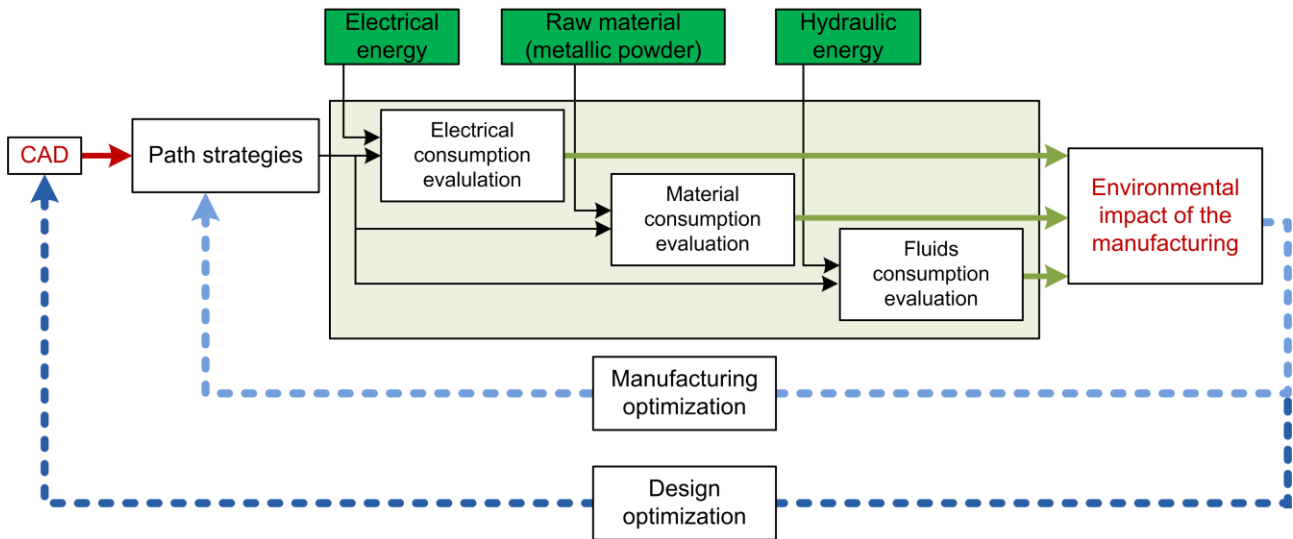 Electrical
energy
Raw material
(metallic powder)
Hydraulic
energy
CAD
Path strategies
Electrical
consumption
evalulation
Material
consumption
evaluation
Fluids
consumption
evaluation
Environmental
impact of the
manufacturing
Manufacturing
optimization
Design
optimization